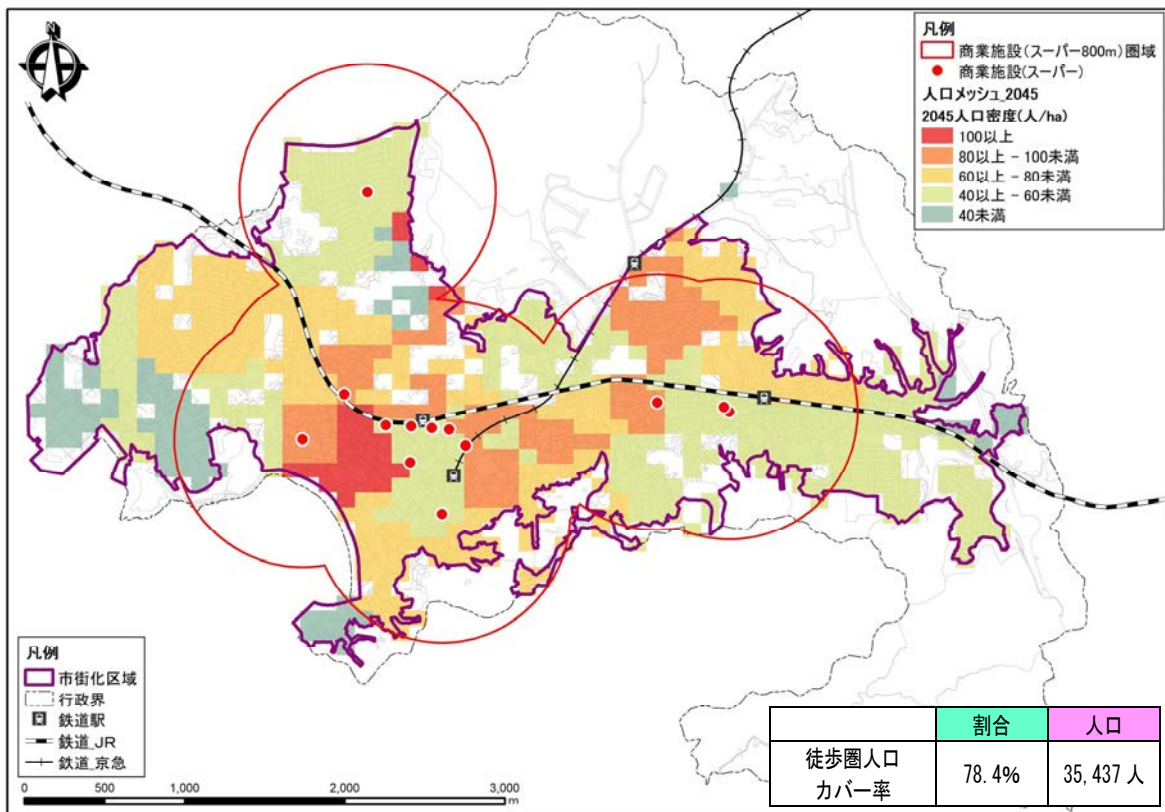 N
凡例
商業施設(スーパー800m)圏域
商業施設(スーパー)
人口メッシュ_2045
2045人口密度(人/ha)
100以上
80以上 - 100未満
60以上 - 80未満
40以上 - 60未満
40未満
凡例
市街化区域
行政界
鉄道駅
鉄道_JR
鉄道_京急
0 500 1,000 2,000 3,000
m
割合 人口
徒歩圏人口
カバー率
78.4% 35,437 人